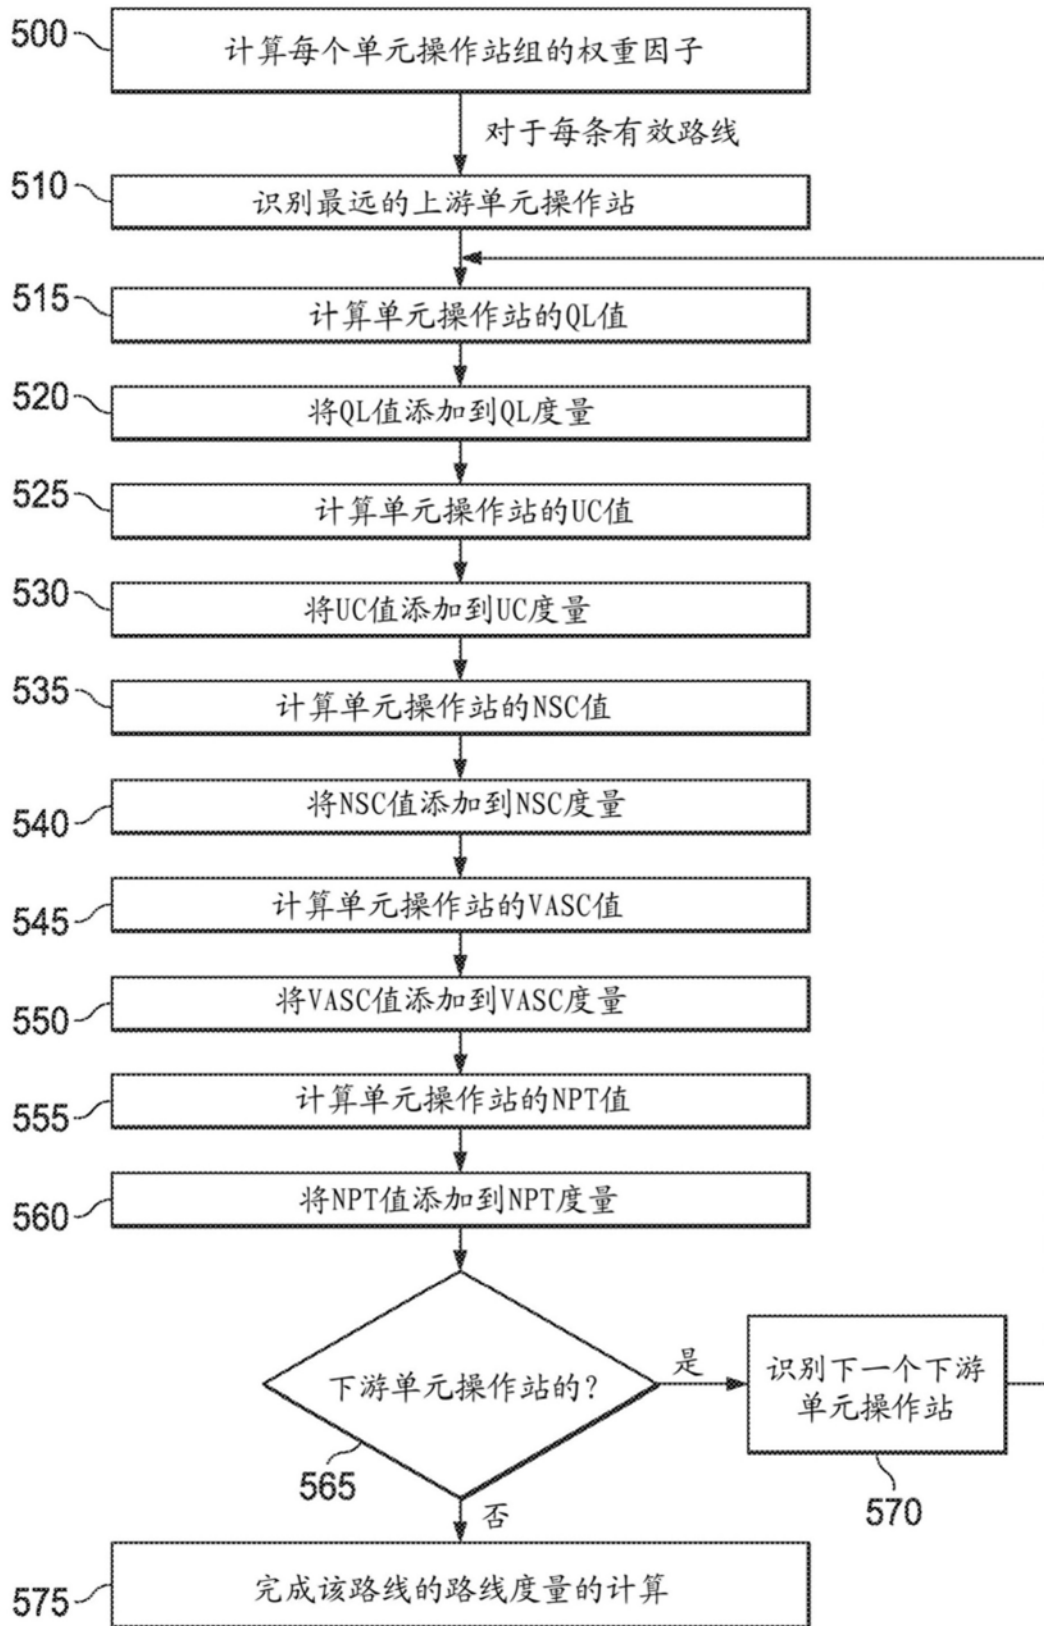 500
计算每个单元操作站组的权重因子
对于每条有效路线
510
识别最远的上游单元操作站
515
计算单元操作站的QL值
520
将QL值添加到QL度量
525
计算单元操作站的UC值
530
将UC值添加到UC度量
535
计算单元操作站的NSC值
540
将NSC值添加到NSC度量
545
计算单元操作站的VASC值
550
将VASC值添加到VASC度量
555
计算单元操作站的NPT值
560
将NPT值添加到NPT度量
下游单元操作站的?
565
是
识别下一个下游
单元操作站
570
否
575
完成该路线的路线度量的计算